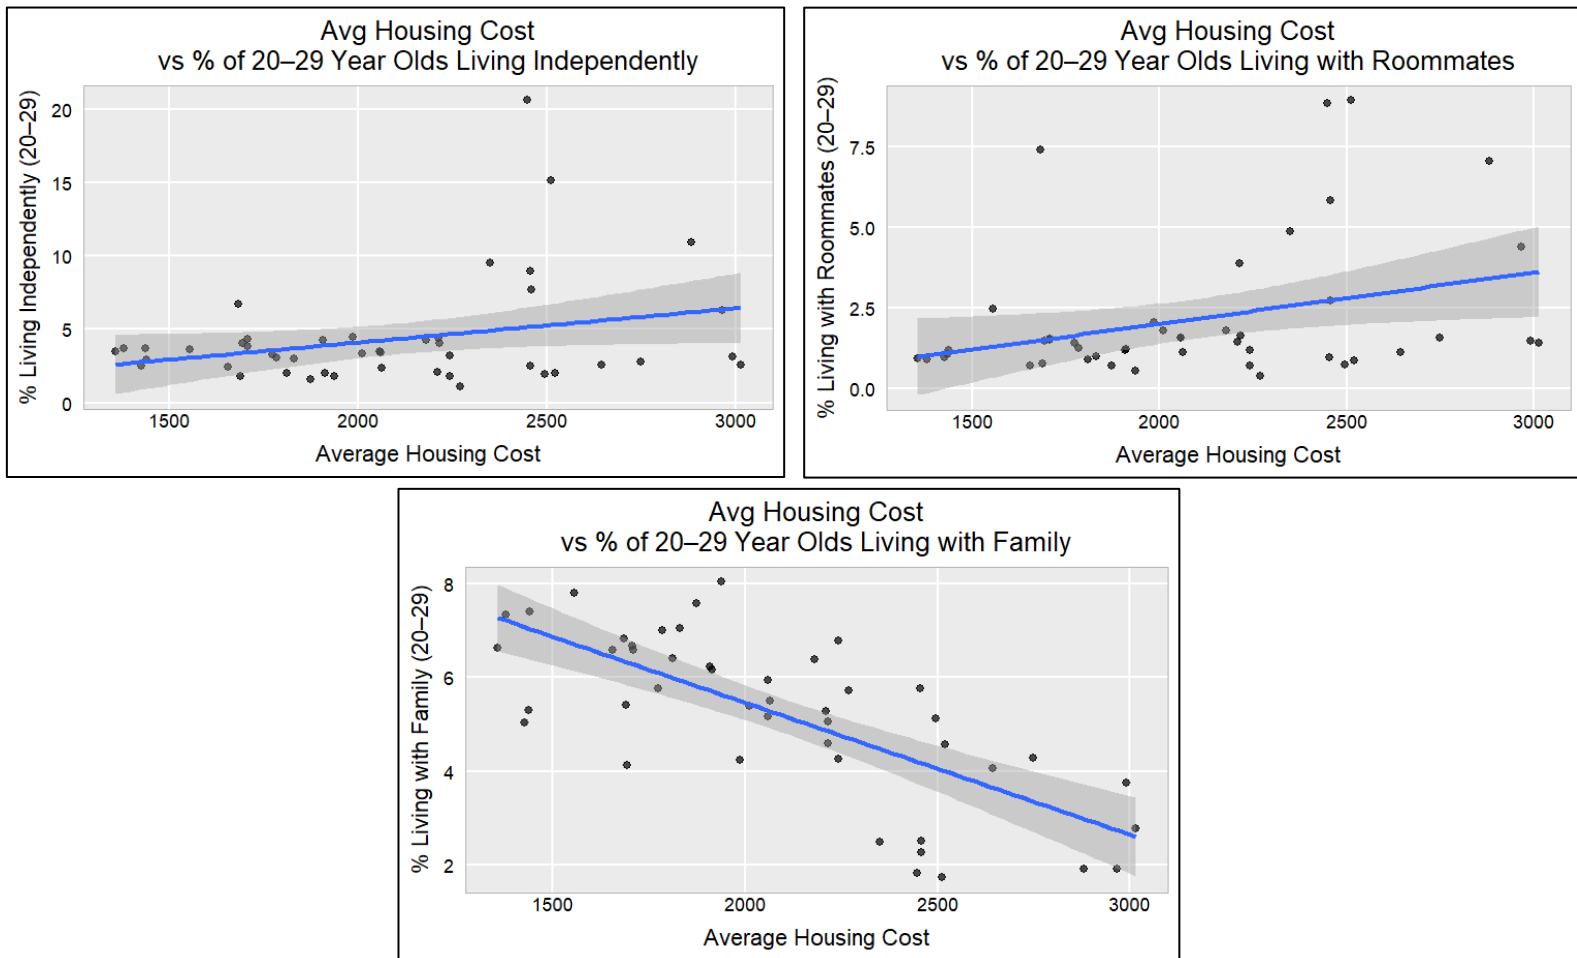 Avg Housing Cost
vs % of 20–29 Year Olds Living Independently
% Living Independently (20–29)
20
15
10
5
0
1500 2000 2500 3000
Average Housing Cost
Avg Housing Cost
vs % of 20–29 Year Olds Living with Roommates
% Living with Roommates (20–29)
7.5
5.0
2.5
0.0
1500 2000 2500 3000
Average Housing Cost
Avg Housing Cost
vs % of 20–29 Year Olds Living with Family
% Living with Family (20–29)
8
6
4
2
1500 2000 2500 3000
Average Housing Cost